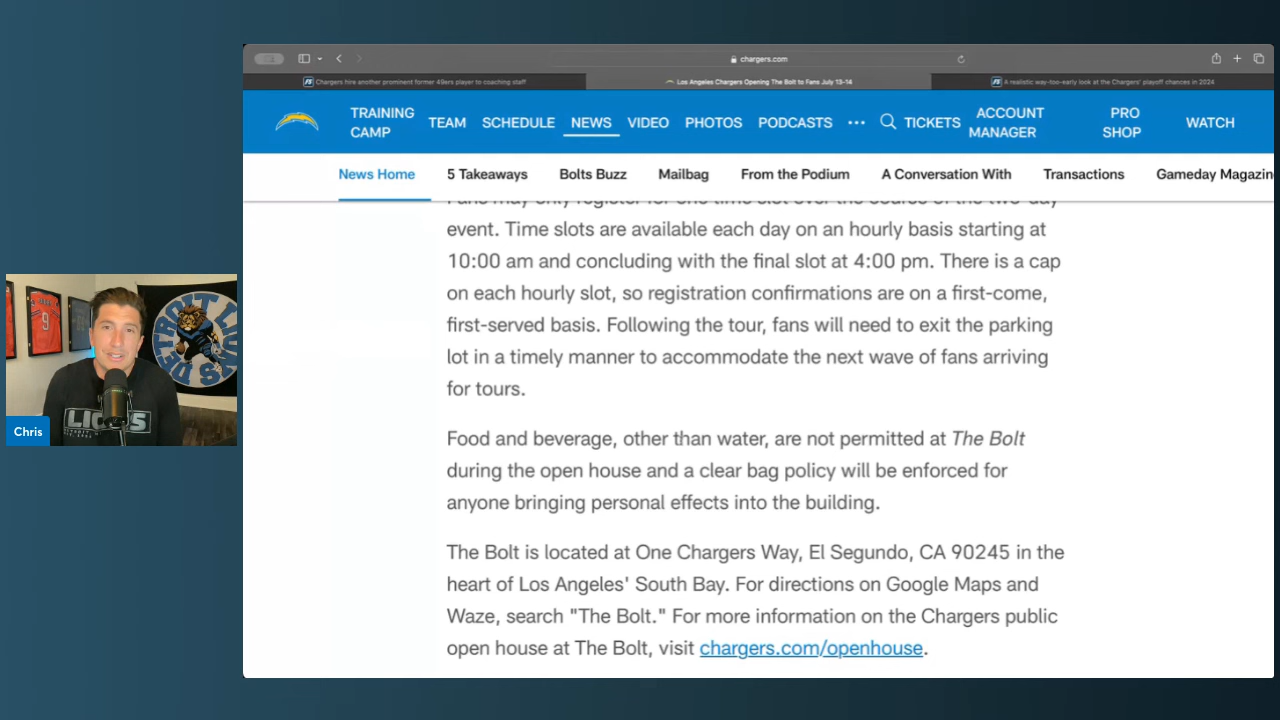 chargers.com
Chargers hire another prominent former 49ers player to coaching staff
Los Angeles Chargers Opening The Bolt to Fans July 13-14
A realistic way-too-early look at the Chargers' playoff chances in 2024
TRAINING CAMP
TEAM
SCHEDULE
NEWS
VIDEO
PHOTOS
PODCASTS
TICKETS
ACCOUNT MANAGER
PRO SHOP
WATCH
News Home
5 Takeaways
Bolts Buzz
Mailbag
From the Podium
A Conversation With
Transactions
Gameday Magazin
Fans may only register for one time slot over the course of the two-day
event. Time slots are available each day on an hourly basis starting at
10:00 am and concluding with the final slot at 4:00 pm. There is a cap
on each hourly slot, so registration confirmations are on a first-come,
first-served basis. Following the tour, fans will need to exit the parking
lot in a timely manner to accommodate the next wave of fans arriving
for tours.
Food and beverage, other than water, are not permitted at The Bolt
during the open house and a clear bag policy will be enforced for
anyone bringing personal effects into the building.
The Bolt is located at One Chargers Way, El Segundo, CA 90245 in the
heart of Los Angeles' South Bay. For directions on Google Maps and
Waze, search "The Bolt." For more information on the Chargers public
open house at The Bolt, visit chargers.com/openhouse.
9
DETROIT LIONS
LIONS
Chris